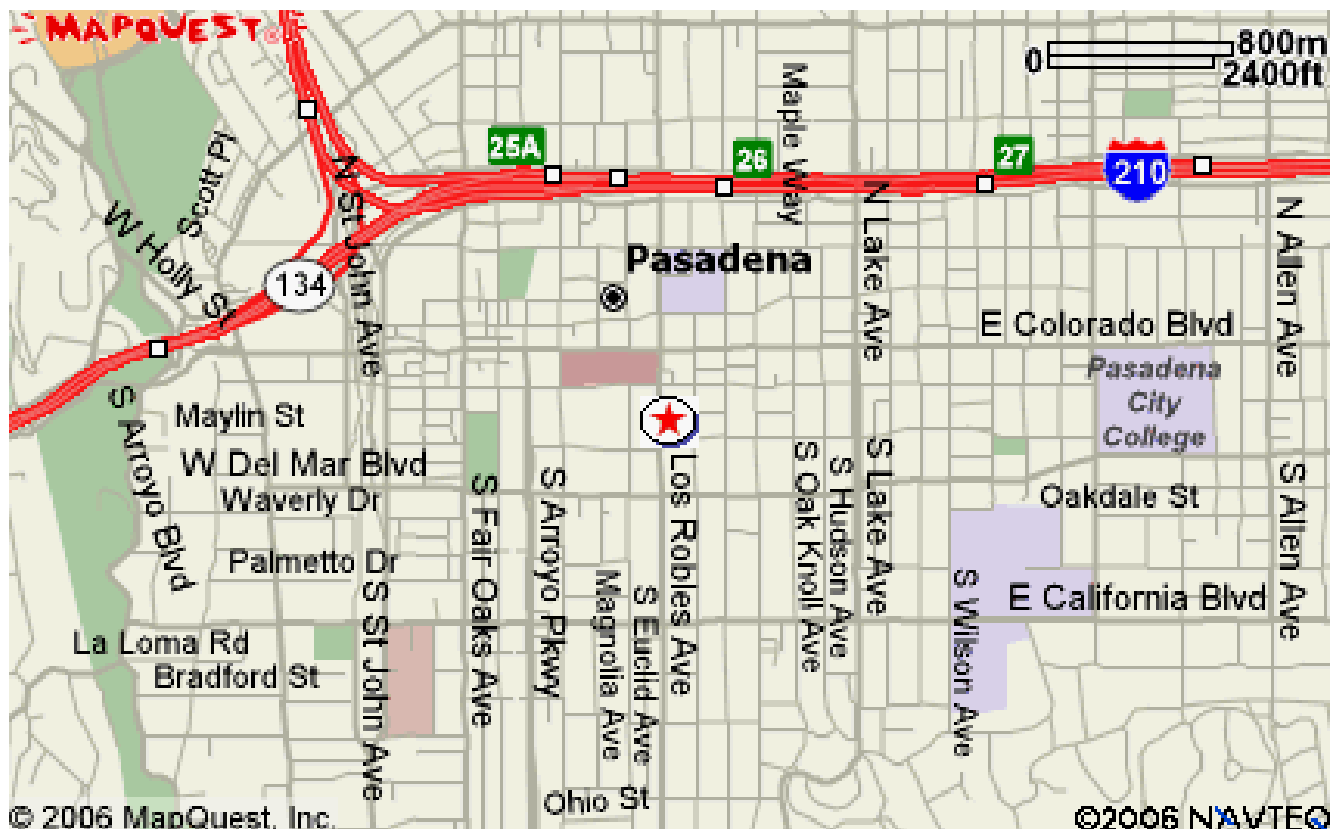 MAPQUEST®
0
800m
2400ft
25A
26
27
210
134
Scott Pl
W Holly St
N St John Ave
Maple Way
N Lake Ave
N Allen Ave
Pasadena
E Colorado Blvd
Pasadena
City
College
S Arroyo Blvd
Maylin St
W Del Mar Blvd
Waverly Dr
Palmetto Dr
La Loma Rd
Bradford St
S St John Ave
S Fair Oaks Ave
S Arroyo Pkwy
Magnolia Ave
S Euclid Ave
Los Robles Ave
S Oak Knoll Ave
S Hudson Ave
S Lake Ave
Oakdale St
S Wilson Ave
E California Blvd
S Allen Ave
Ohio St
© 2006 MapQuest, Inc.
©2006 NAVTEQ